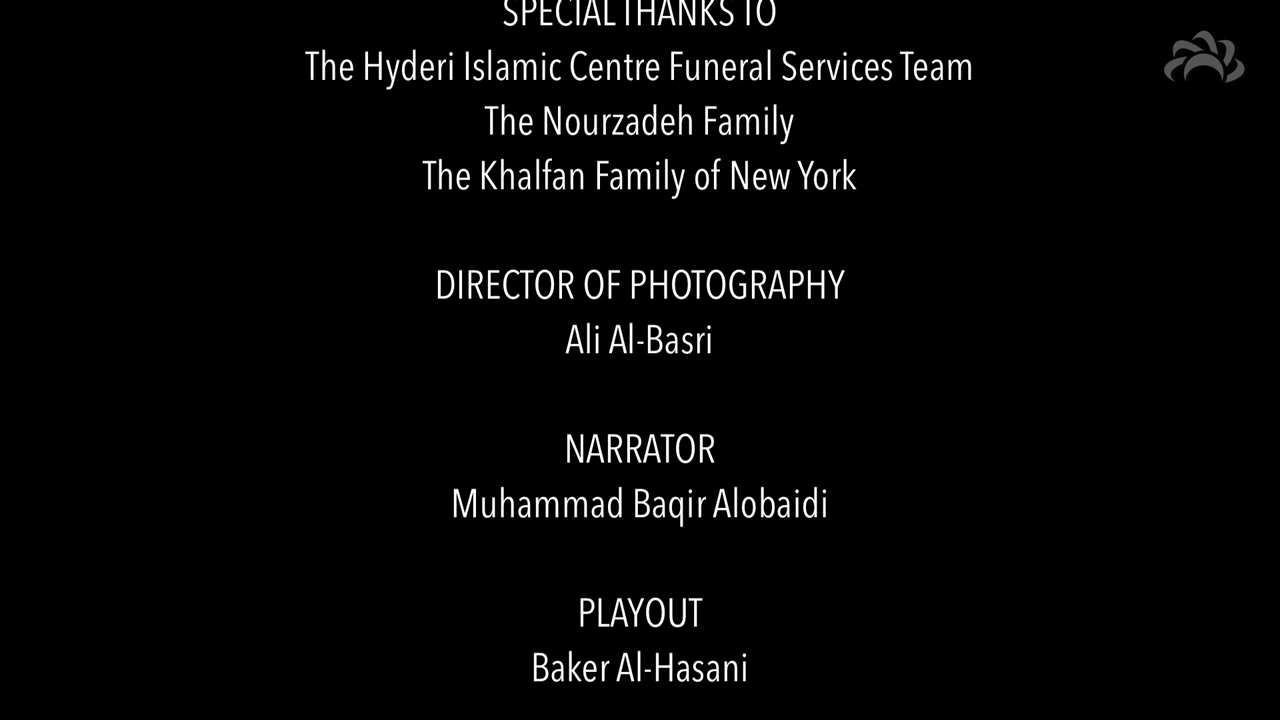 SPECIAL THANKS TO
The Hyderi Islamic Centre Funeral Services Team
The Nourzadeh Family
The Khalfan Family of New York
DIRECTOR OF PHOTOGRAPHY
Ali Al-Basri
NARRATOR
Muhammad Baqir Alobaidi
PLAYOUT
Baker Al-Hasani